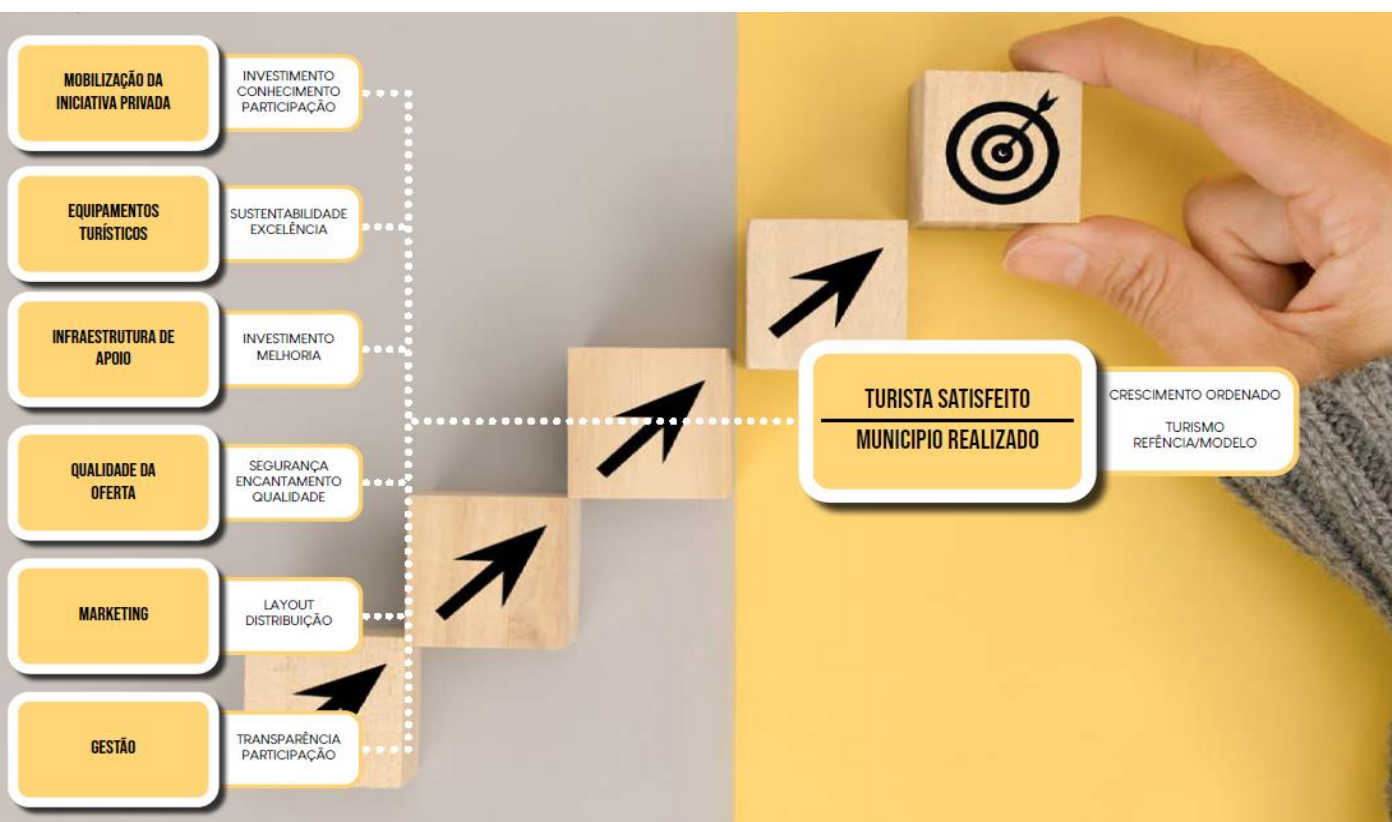 MOBILIZAÇÃO DA
INICIATIVA PRIVADA
INVESTIMENTO
CONHECIMENTO
PARTICIPAÇÃO
EQUIPAMENTOS
TURÍSTICOS
SUSTENTABILIDADE
EXCELÊNCIA
INFRAESTRUTURA DE
APOIO
INVESTIMENTO
MELHORIA
QUALIDADE DA
OFERTA
SEGURANÇA
ENCANTAMENTO
QUALIDADE
MARKETING
LAYOUT
DISTRIBUIÇÃO
GESTÃO
TRANSPARÊNCIA
PARTICIPAÇÃO
TURISTA SATISFEITO
MUNICIPIO REALIZADO
CRESCIMENTO ORDENADO
TURISMO
REFÊNCIA/MODELO